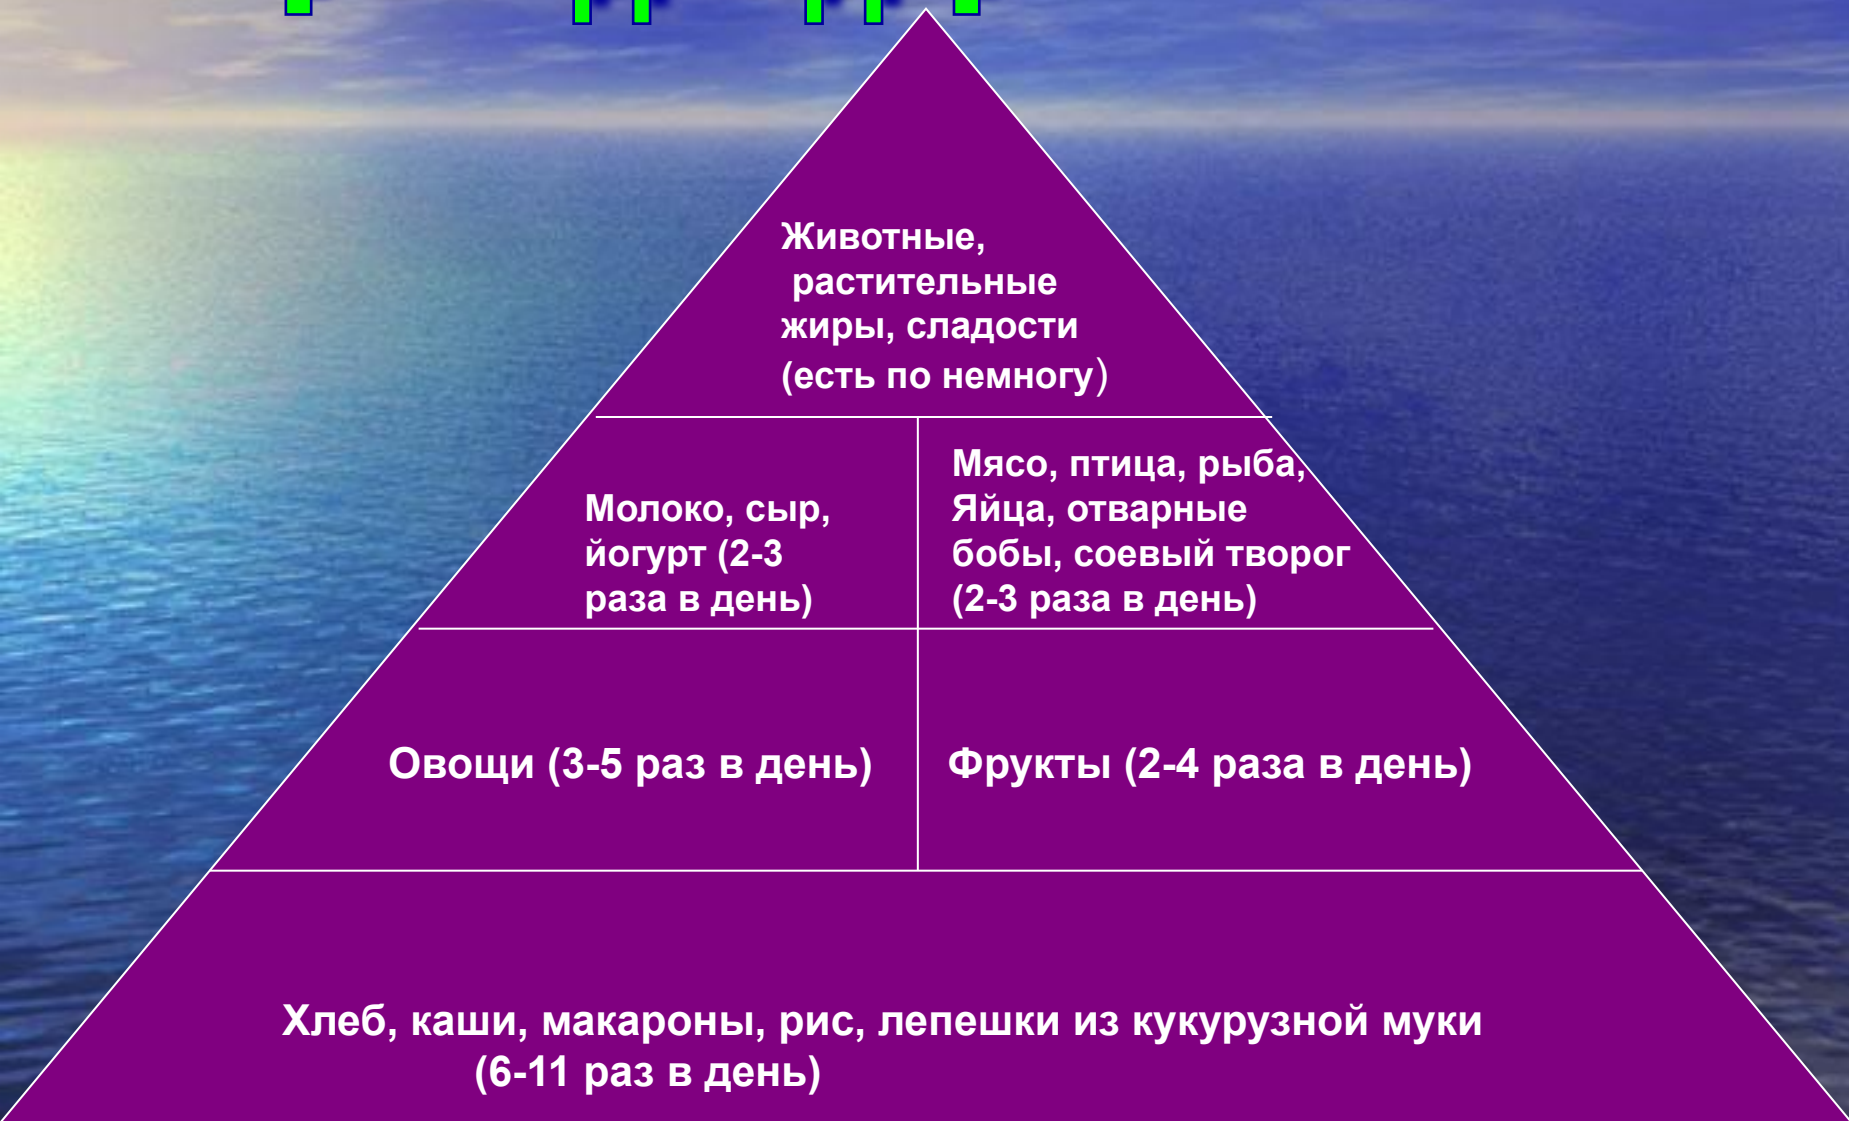 Животные,
растительные
жиры, сладости
(есть по немногу)
Молоко, сыр,
йогурт (2-3
раза в день)
Мясо, птица, рыба,
Яйца, отварные
бобы, соевый творог
(2-3 раза в день)
Овощи (3-5 раз в день)
Фрукты (2-4 раза в день)
Хлеб, каши, макароны, рис, лепешки из кукурузной муки
(6-11 раз в день)